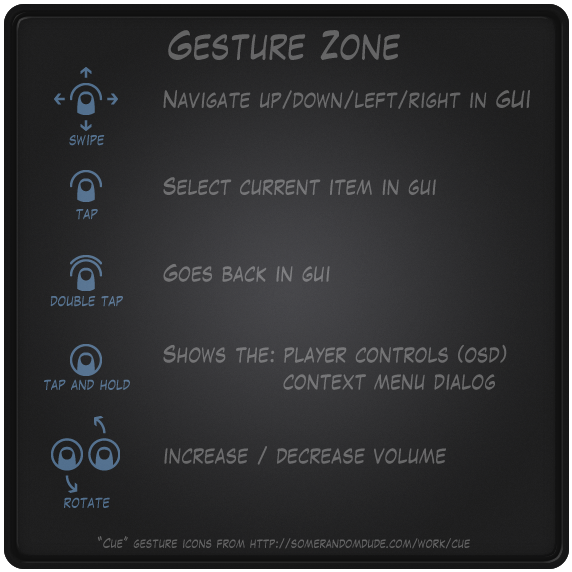 GESTURE ZONE
SWIPE
NAVIGATE UP/DOWN/LEFT/RIGHT IN GUI
TAP
SELECT CURRENT ITEM IN GUI
DOUBLE TAP
GOES BACK IN GUI
TAP AND HOLD
SHOWS THE: PLAYER CONTROLS (OSD)
CONTEXT MENU DIALOG
ROTATE
INCREASE / DECREASE VOLUME
"CUE" GESTURE ICONS FROM HTTP://SOMERANDOMDUDE.COM/WORK/CUE